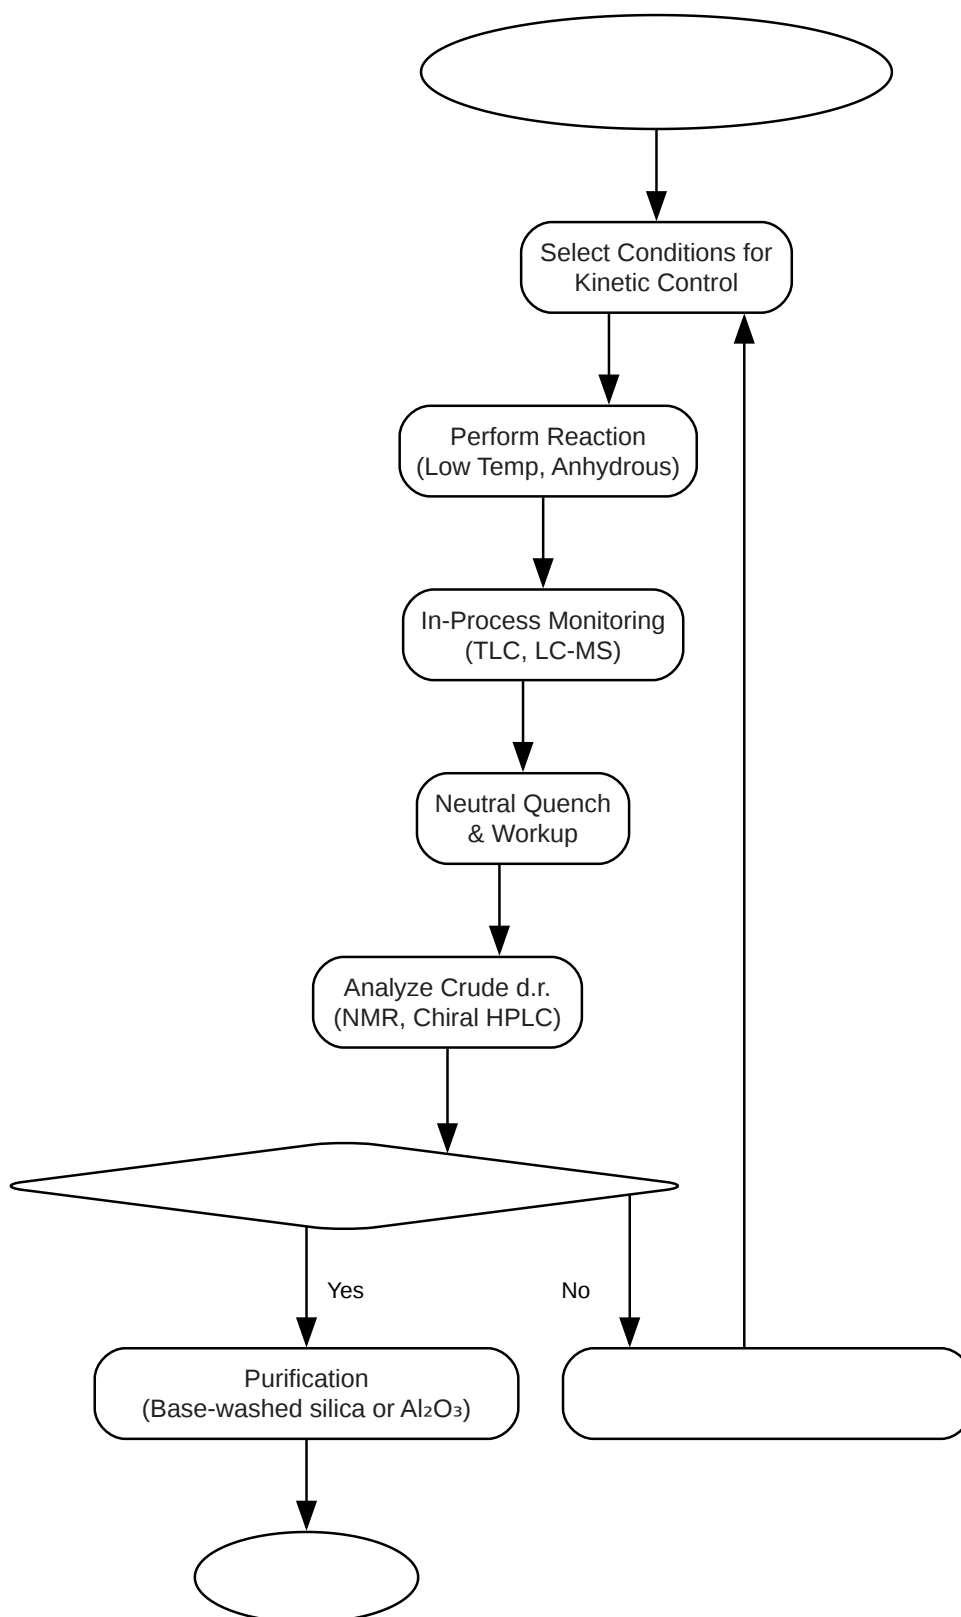 Select Conditions for
Kinetic Control
Perform Reaction
(Low Temp, Anhydrous)
In-Process Monitoring
(TLC, LC-MS)
Neutral Quench
& Workup
Analyze Crude d.r.
(NMR, Chiral HPLC)
Yes
No
Purification
(Base-washed silica or Al₂O₃)